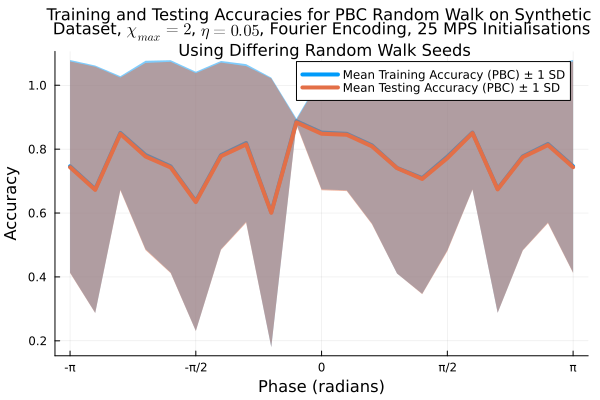 Training and Testing Accuracies for PBC Random Walk on Synthetic
Dataset, χ_max = 2, η = 0.05, Fourier Encoding, 25 MPS Initialisations
Using Differing Random Walk Seeds
Mean Training Accuracy (PBC) ± 1 SD
Mean Testing Accuracy (PBC) ± 1 SD
Accuracy
1.0
0.8
0.6
0.4
0.2
-π
-π/2
0
π/2
π
Phase (radians)